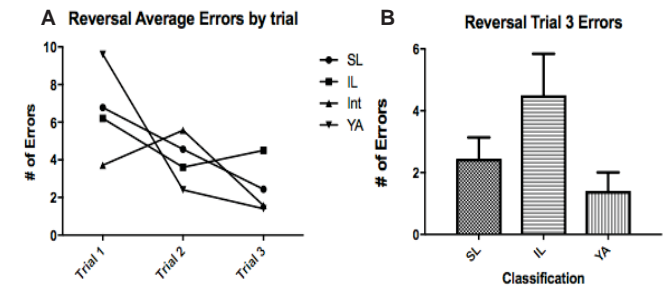 A Reversal Average Errors by trial
# of Errors
10
8
6
4
2
0
Trial 1
Trial 2
Trial 3
SL
IL
Int
YA
B
Reversal Trial 3 Errors
# of Errors
6
4
2
0
SL
IL
YA
Classification